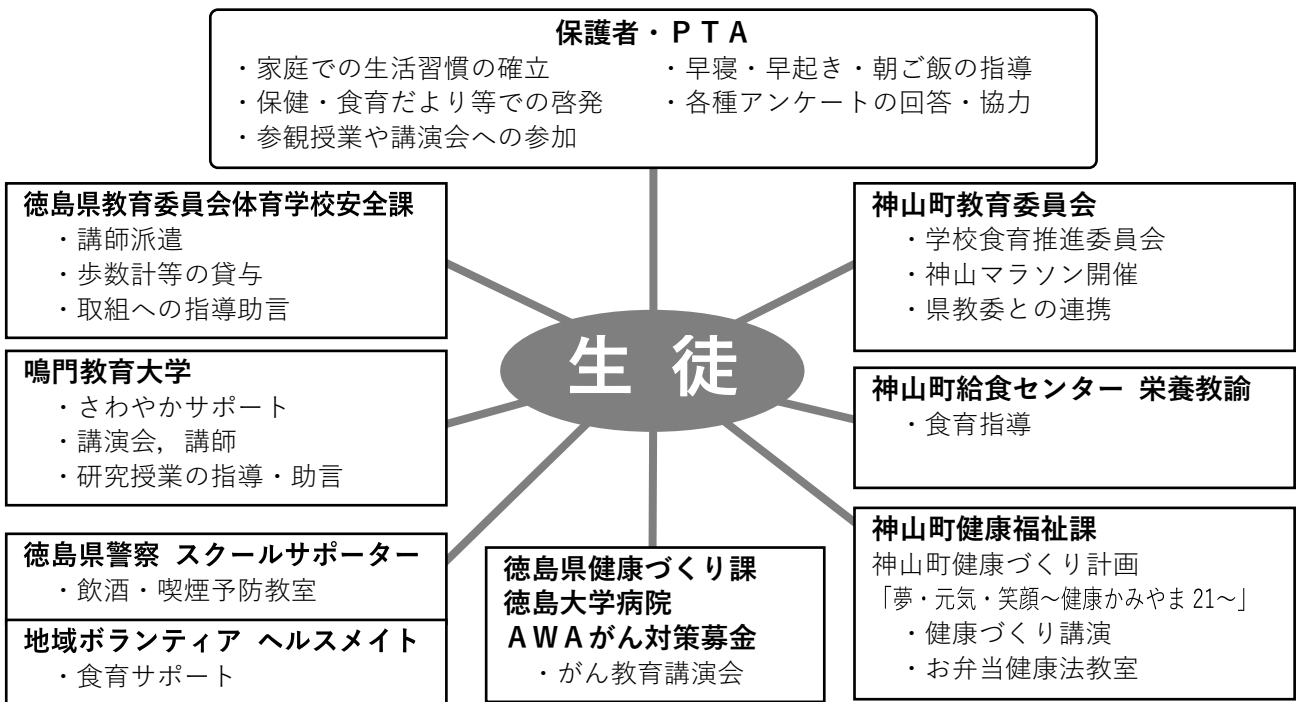 保護者・ＰＴＡ
・家庭での生活習慣の確立　・早寝・早起き・朝ご飯の指導
・保健・食育だより等での啓発　・各種アンケートの回答・協力
・参観授業や講演会への参加
徳島県教育委員会体育学校安全課
・講師派遣
・歩数計等の貸与
・取組への指導助言
鳴門教育大学
・さわやかサポート
・講演会，講師
・研究授業の指導・助言
徳島県警察 スクールサポーター
・飲酒・喫煙予防教室
地域ボランティア ヘルスメイト
・食育サポート
生 徒
徳島県健康づくり課
徳島大学病院
ＡＷＡがん対策募金
・がん教育講演会
神山町教育委員会
・学校食育推進委員会
・神山マラソン開催
・県教委との連携
神山町給食センター 栄養教諭
・食育指導
神山町健康福祉課
神山町健康づくり計画
「夢・元気・笑顔～健康かみやま 21～」
・健康づくり講演
・お弁当健康法教室